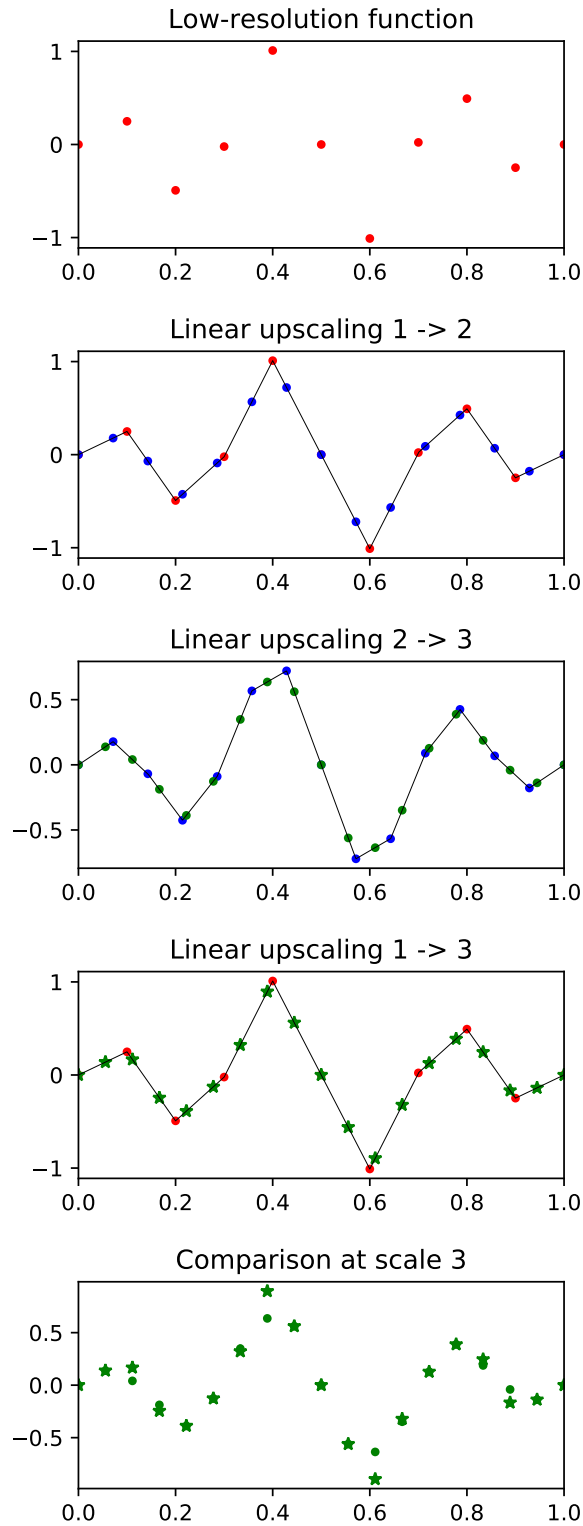 Low-resolution function
1
0
−1
0.0 0.2 0.4 0.6 0.8 1.0
Linear upscaling 1 -> 2
1
0
−1
0.0 0.2 0.4 0.6 0.8 1.0
Linear upscaling 2 -> 3
0.5
0.0
−0.5
0.0 0.2 0.4 0.6 0.8 1.0
Linear upscaling 1 -> 3
1
0
−1
0.0 0.2 0.4 0.6 0.8 1.0
Comparison at scale 3
0.5
0.0
−0.5
0.0 0.2 0.4 0.6 0.8 1.0